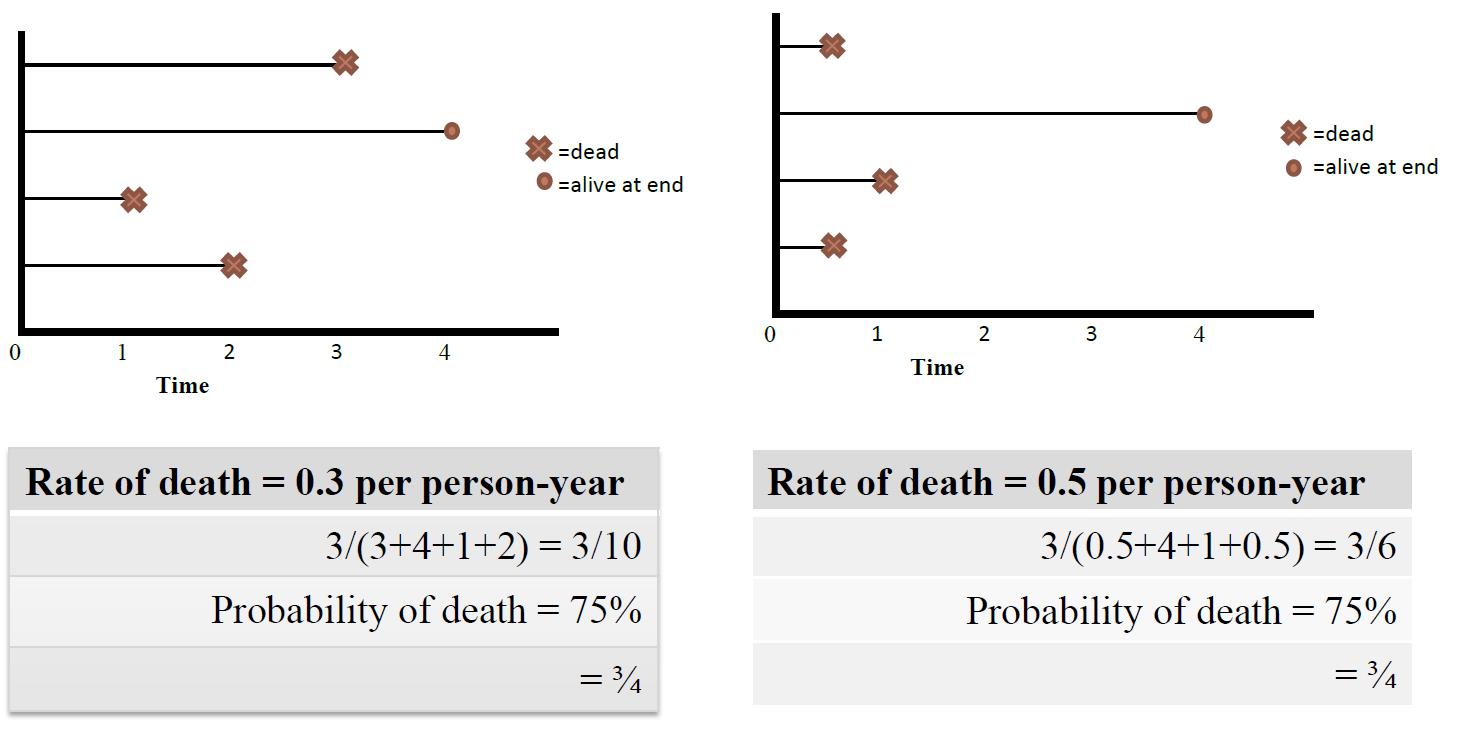 =dead
=alive at end
0 1 2 3 4
Time
Rate of death = 0.3 per person-year
3/(3+4+1+2) = 3/10
Probability of death = 75%
= ¾
=dead
=alive at end
0 1 2 3 4
Time
Rate of death = 0.5 per person-year
3/(0.5+4+1+0.5) = 3/6
Probability of death = 75%
= ¾